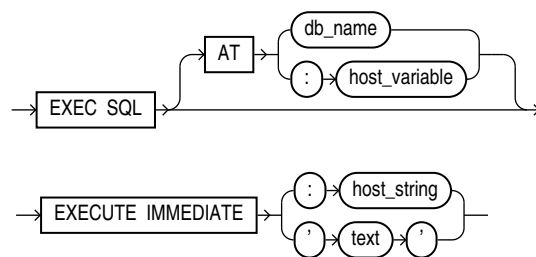 db_name
AT
: host_variable
EXEC SQL
: host_string
EXECUTE IMMEDIATE
' text '